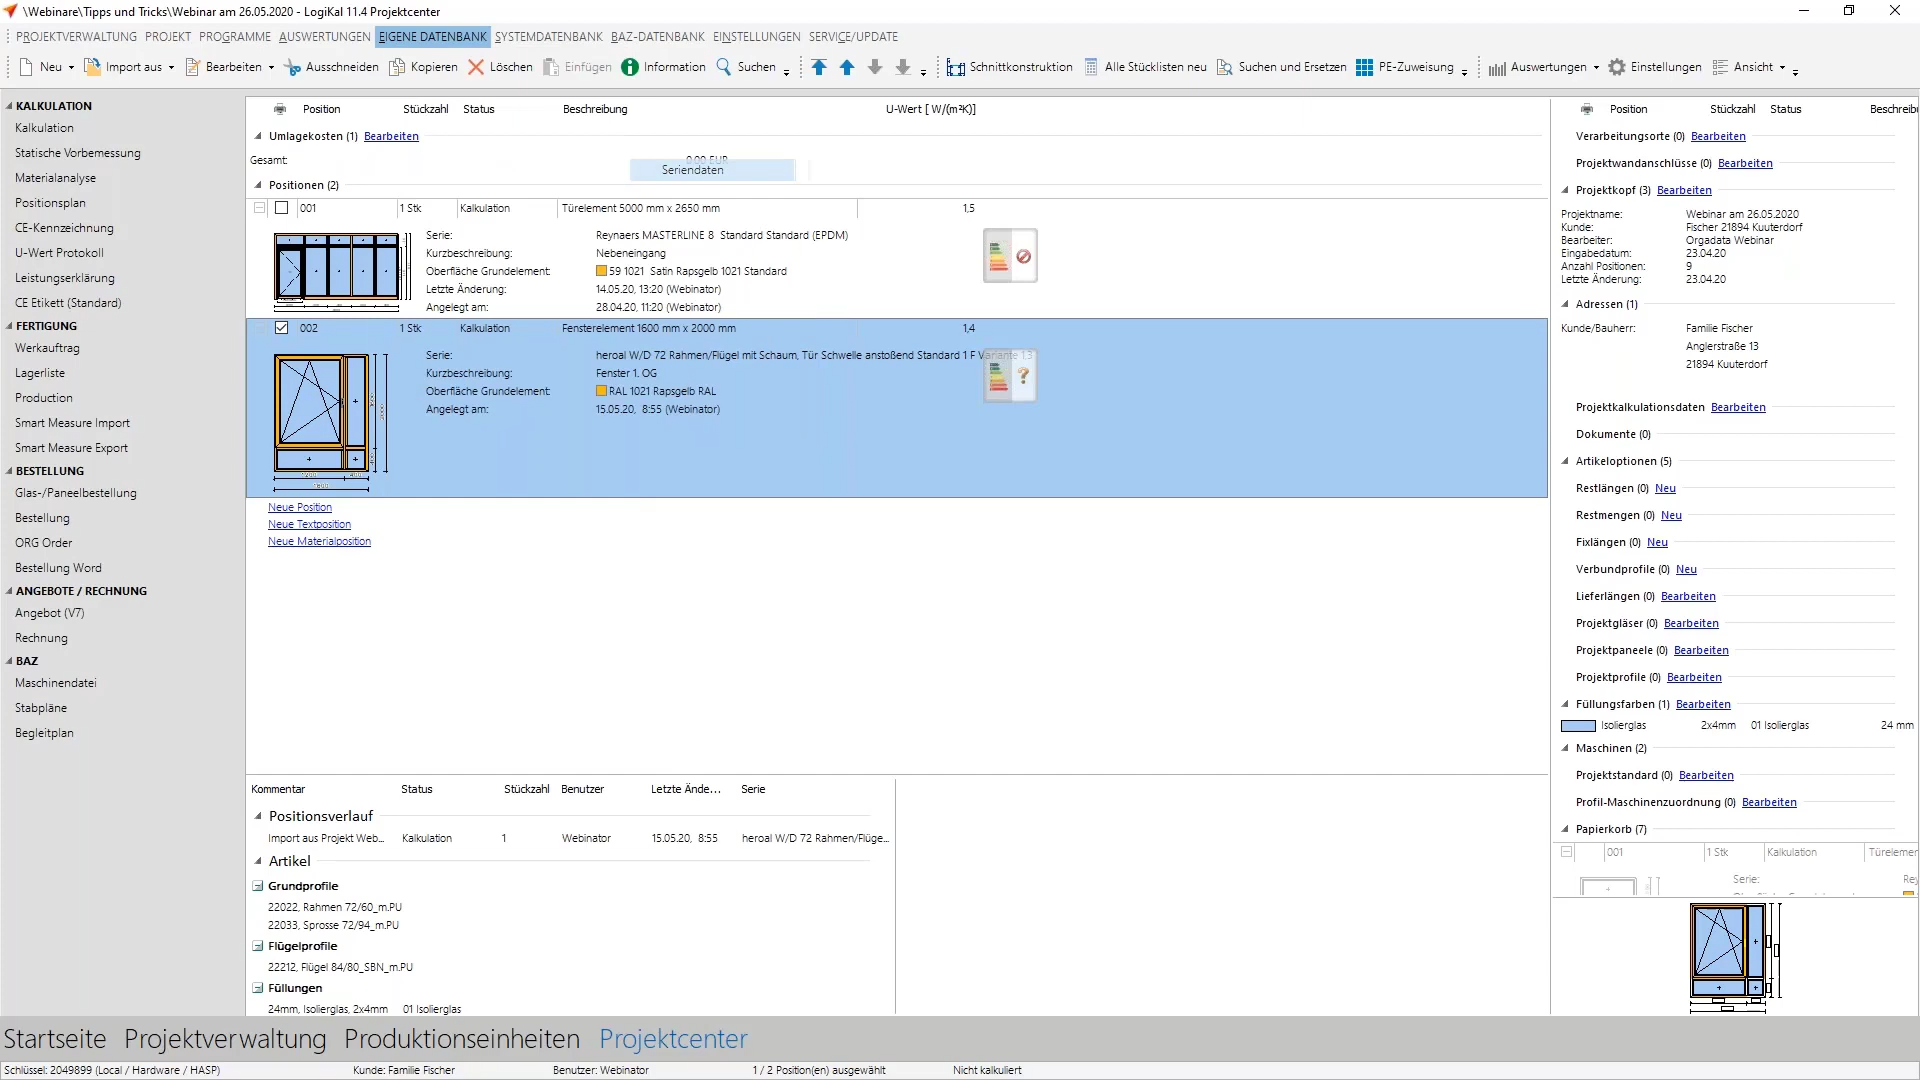 \Webinare\Tipps und Tricks\Webinar am 26.05.2020 - LogiKal 11.4 Projektcenter
PROJEKTVERWALTUNG PROJEKT PROGRAMME AUSWERTUNGEN EIGENE DATENBANK SYSTEMDATENBANK BAZ-DATENBANK EINSTELLUNGEN SERVICE/UPDATE
Neu Import aus Bearbeiten Ausschneiden Kopieren Löschen Einfügen Information Suchen Schnittkonstruktion Alle Stücklisten neu Suchen und Ersetzen PE-Zuweisung Auswertungen Einstellungen Ansicht
KALKULATION
Kalkulation
Statische Vorbemessung
Materialanalyse
Positionsplan
CE-Kennzeichnung
U-Wert Protokoll
Leistungserklärung
CE Etikett (Standard)
FERTIGUNG
Werkauftrag
Lagerliste
Production
Smart Measure Import
Smart Measure Export
BESTELLUNG
Glas-/Paneelbestellung
Bestellung
ORG Order
Bestellung Word
ANGEBOTE / RECHNUNG
Angebot (V7)
Rechnung
BAZ
Maschinendatei
Stabpläne
Begleitplan
Position Stückzahl Status Beschreibung U-Wert [ W/(m²K)]
Umlagekosten (1) Bearbeiten
Gesamt: 0,00 EUR
Seriendaten
Positionen (2)
001 1 Stk Kalkulation Türelement 5000 mm x 2650 mm 1,5
Serie: Reynaers MASTERLINE 8 Standard Standard (EPDM)
Kurzbeschreibung: Nebeneingang
Oberfläche Grundelement: 59 1021 Satin Rapsgelb 1021 Standard
Letzte Änderung: 14.05.20, 13:20 (Webinator)
Angelegt am: 28.04.20, 11:20 (Webinator)
002 1 Stk Kalkulation Fensterelement 1600 mm x 2000 mm 1,4
Serie: heroal W/D 72 Rahmen/Flügel mit Schaum, Tür Schwelle anstoßend Standard 1 F Variante 1.3
Kurzbeschreibung: Fenster 1. OG
Oberfläche Grundelement: RAL 1021 Rapsgelb RAL
Angelegt am: 15.05.20, 8:55 (Webinator)
Neue Position
Neue Textposition
Neue Materialposition
Kommentar Status Stückzahl Benutzer Letzte Ände... Serie
Positionsverlauf
Import aus Projekt Web... Kalkulation 1 Webinator 15.05.20, 8:55 heroal W/D 72 Rahmen/Flüge...
Artikel
Grundprofile
22022, Rahmen 72/60_m.PU
22033, Sprosse 72/94_m.PU
Flügelprofile
22212, Flügel 84/80_SBN_m.PU
Füllungen
24mm, Isolierglas, 2x4mm 01 Isolierglas
Position Stückzahl Status Beschreib
Verarbeitungsorte (0) Bearbeiten
Projektwandanschlüsse (0) Bearbeiten
Projektkopf (3) Bearbeiten
Projektname: Webinar am 26.05.2020
Kunde: Fischer 21894 Kuuterdorf
Bearbeiter: Orgadata Webinar
Eingabedatum: 23.04.20
Anzahl Positionen: 9
Letzte Änderung: 23.04.20
Adressen (1)
Kunde/Bauherr: Familie Fischer
Anglerstraße 13
21894 Kuuterdorf
Projektkalkulationsdaten Bearbeiten
Dokumente (0)
Artikeloptionen (5)
Restlängen (0) Neu
Restmengen (0) Neu
Fixlängen (0) Neu
Verbundprofile (0) Neu
Lieferlängen (0) Bearbeiten
Projektgläser (0) Bearbeiten
Projektpaneele (0) Bearbeiten
Projektprofile (0) Bearbeiten
Füllungsfarben (1) Bearbeiten
Isolierglas 2x4mm 01 Isolierglas 24 mm
Maschinen (2)
Projektstandard (0) Bearbeiten
Profil-Maschinenzuordnung (0) Bearbeiten
Papierkorb (7)
001 1 Stk Kalkulation Türelemer
Serie: Rey
Startseite Projektverwaltung Produktionseinheiten Projektcenter
Schlüssel: 2049899 (Local / Hardware / HASP) Kunde: Familie Fischer Benutzer: Webinator 1 / 2 Position(en) ausgewählt Nicht kalkuliert